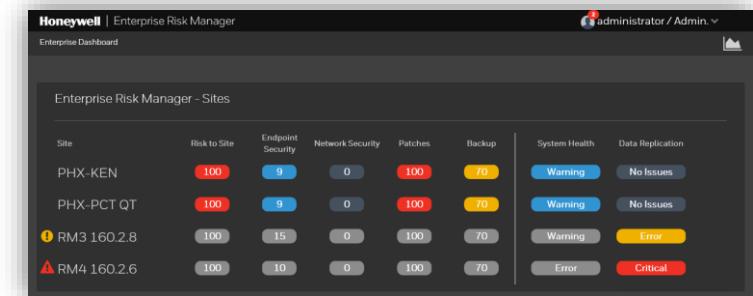 Honeywell | Enterprise Risk Manager 2 administrator / Admin.
Enterprise Dashboard
Enterprise Risk Manager - Sites
Site Risk to Site Endpoint Security Network Security Patches Backup System Health Data Replication
PHX-KEN 100 9 0 100 70 Warning No Issues
PHX-PCT QT 100 9 0 100 70 Warning No Issues
RM3 160.2.8 100 15 0 100 70 Warning Error
RM4 160.2.6 100 10 0 100 70 Error Critical